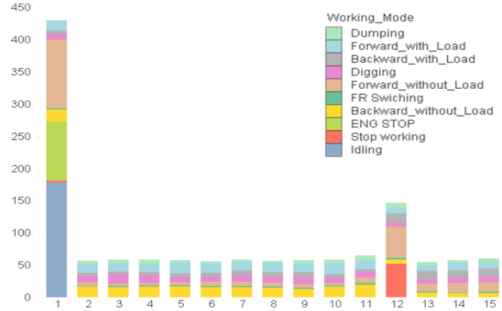 450
400
350
300
250
200
150
100
50
0
Working_Mode
Dumping
Forward_with_Load
Backward_with_Load
Digging
Forward_without_Load
FR Swiching
Backward_without_Load
ENG STOP
Stop working
Idling
1 2 3 4 5 6 7 8 9 10 11 12 13 14 15